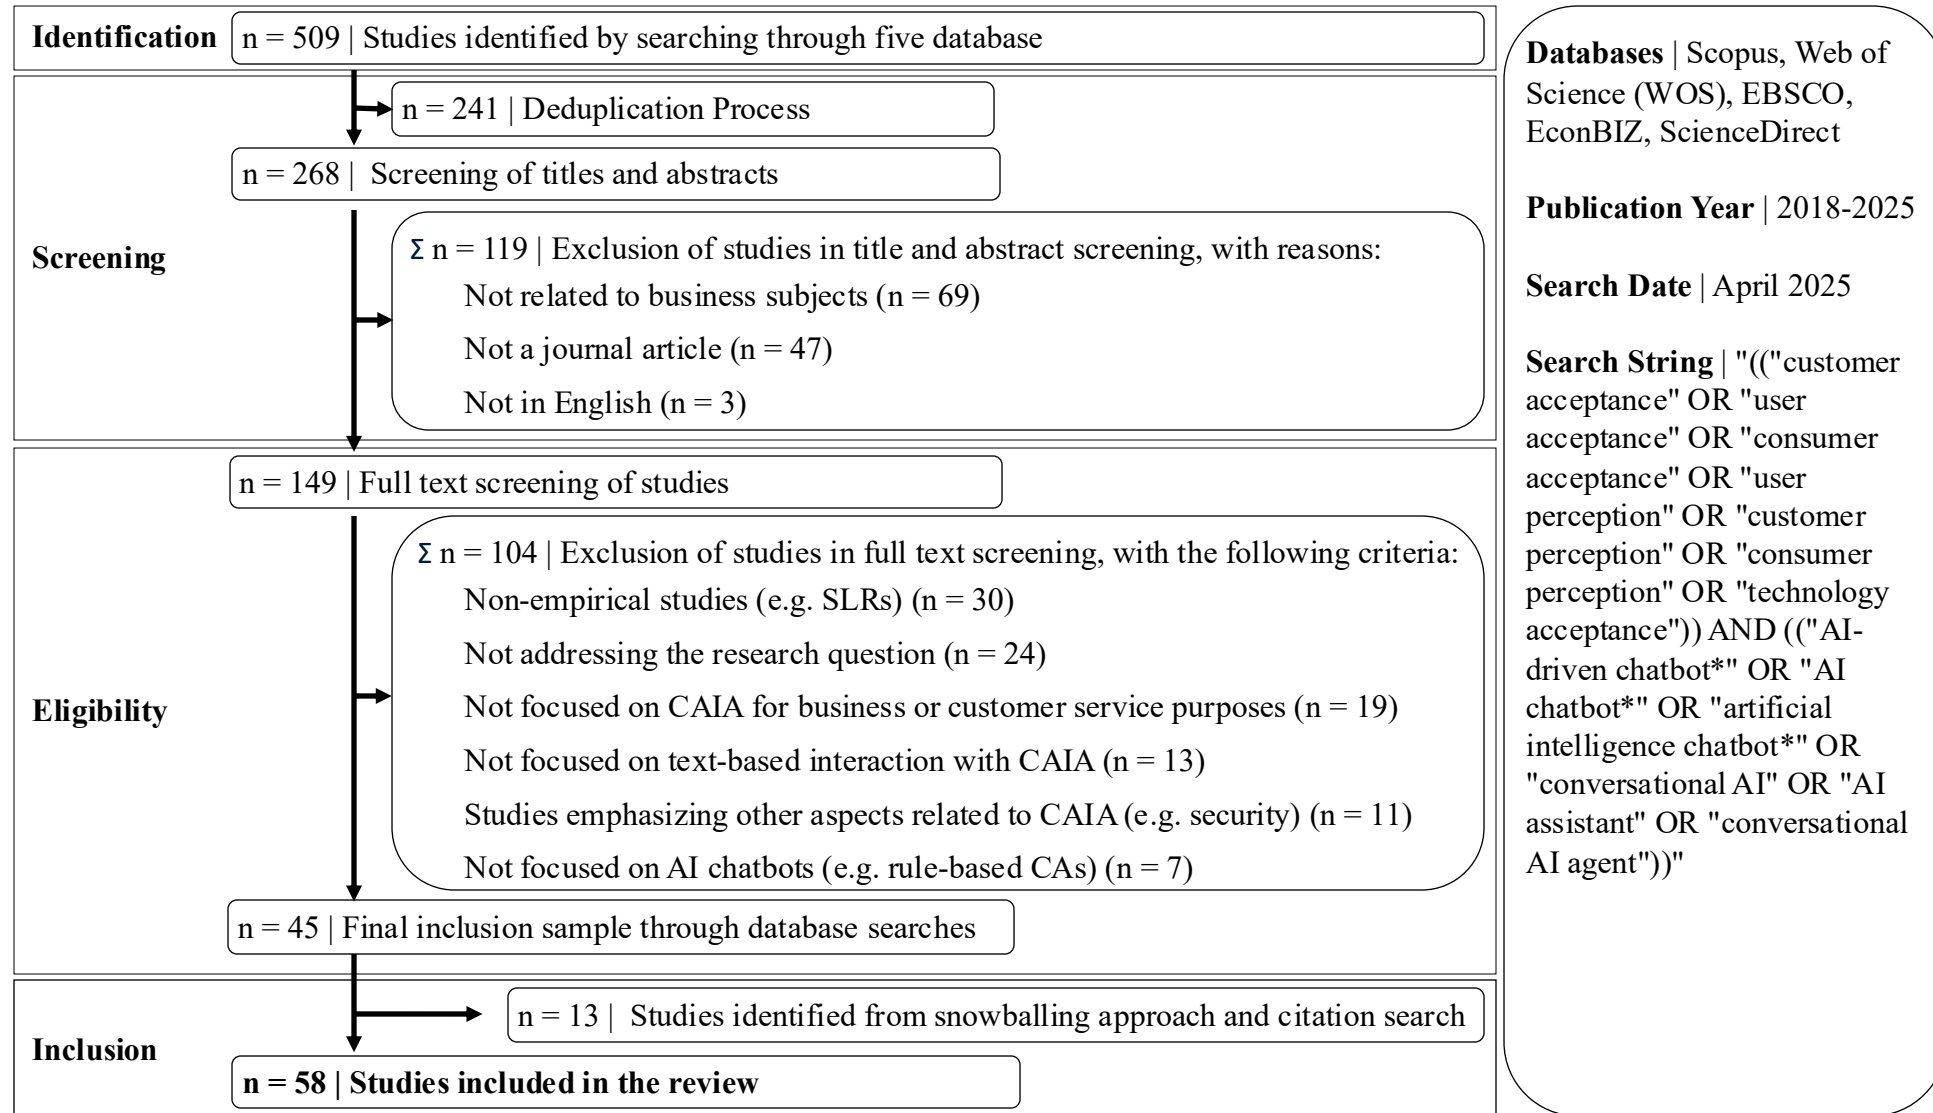 Identification
n = 509 | Studies identified by searching through five database
n = 241 | Deduplication Process
n = 268 |  Screening of titles and abstracts
Screening
Σ n = 119 | Exclusion of studies in title and abstract screening, with reasons:
Not related to business subjects (n = 69)
Not a journal article (n = 47)
Not in English (n = 3)
n = 149 | Full text screening of studies
Eligibility
Σ n = 104 | Exclusion of studies in full text screening, with the following criteria:
Non-empirical studies (e.g. SLRs) (n = 30)
Not addressing the research question (n = 24)
Not focused on CAIA for business or customer service purposes (n = 19)
Not focused on text-based interaction with CAIA (n = 13)
Studies emphasizing other aspects related to CAIA (e.g. security) (n = 11)
Not focused on AI chatbots (e.g. rule-based CAs) (n = 7)
n = 45 | Final inclusion sample through database searches
n = 13 |  Studies identified from snowballing approach and citation search
Inclusion
n = 58 | Studies included in the review
Databases | Scopus, Web of
Science (WOS), EBSCO,
EconBIZ, ScienceDirect
Publication Year | 2018-2025
Search Date | April 2025
Search String | "(("customer
acceptance" OR "user
acceptance" OR "consumer
acceptance" OR "user
perception" OR "customer
perception" OR "consumer
perception" OR "technology
acceptance")) AND (("AI-
driven chatbot*" OR "AI
chatbot*" OR "artificial
intelligence chatbot*" OR
"conversational AI" OR "AI
assistant" OR "conversational
AI agent"))"